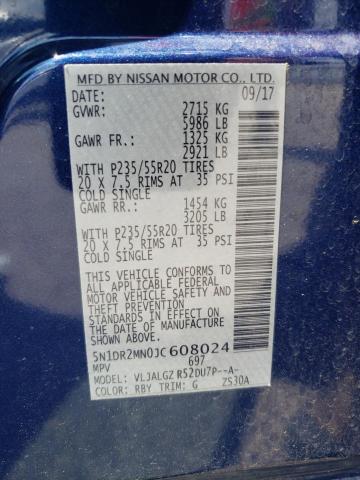 MFD BY NISSAN MOTOR CO., LTD.
DATE: 09/17
GVWR: 2715 KG
5986 LB
GAWR FR.: 1325 KG
2921 LB
WITH P235/55R20 TIRES
20 x 7.5 RIMS AT 35 PSI
COLD SINGLE
GAWR RR.: 1454 KG
3205 LB
WITH P235/55R20 TIRES
20 x 7.5 RIMS AT 35 PSI
COLD SINGLE
THIS VEHICLE CONFORMS TO
ALL APPLICABLE FEDERAL
MOTOR VEHICLE SAFETY AND
THEFT PREVENTION
STANDARDS IN EFFECT ON
THE DATE OF MANUFACTURE
SHOWN ABOVE.
5N1DR2MN0JC608024
MPV 697
MODEL: VLJALGZ R52DU7P--A-
COLOR: RBY TRIM: G ZS30A